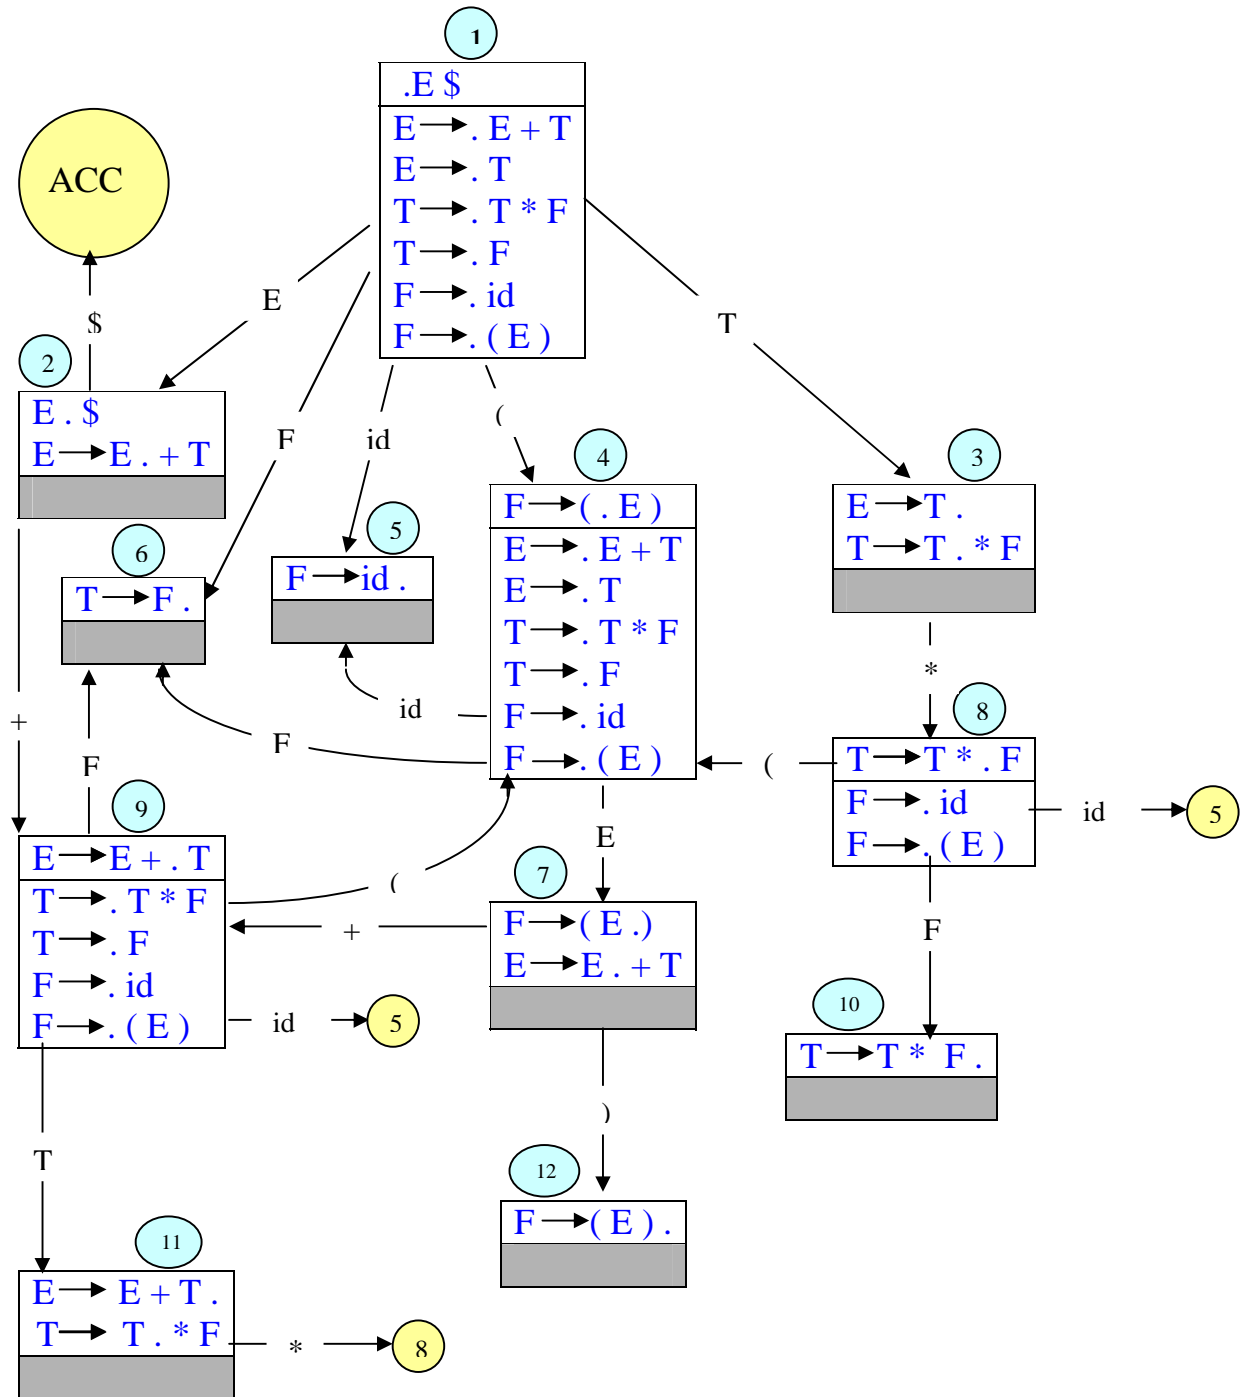 1
.E $
E→. E + T
E→. T
T→. T * F
T→. F
F→. id
F→. ( E )
ACC
$
E
F
id
(
T
2
E . $
E→E . + T
6
T→F .
5
F→id .
4
F→( . E )
E→. E + T
E→. T
T→. T * F
T→. F
F→. id
F→. ( E )
3
E→T .
T→T . * F
*
8
T→T * . F
F→. id
F→. ( E )
(
id
5
F
10
T→T * F .
id
F
+
F
9
E→E + . T
T→. T * F
T→. F
F→. id
F→. ( E )
(
id
5
E
7
F→( E .)
E→E . + T
+
)
12
F→( E ) .
T
11
E→ E + T .
T→ T . * F
*
8